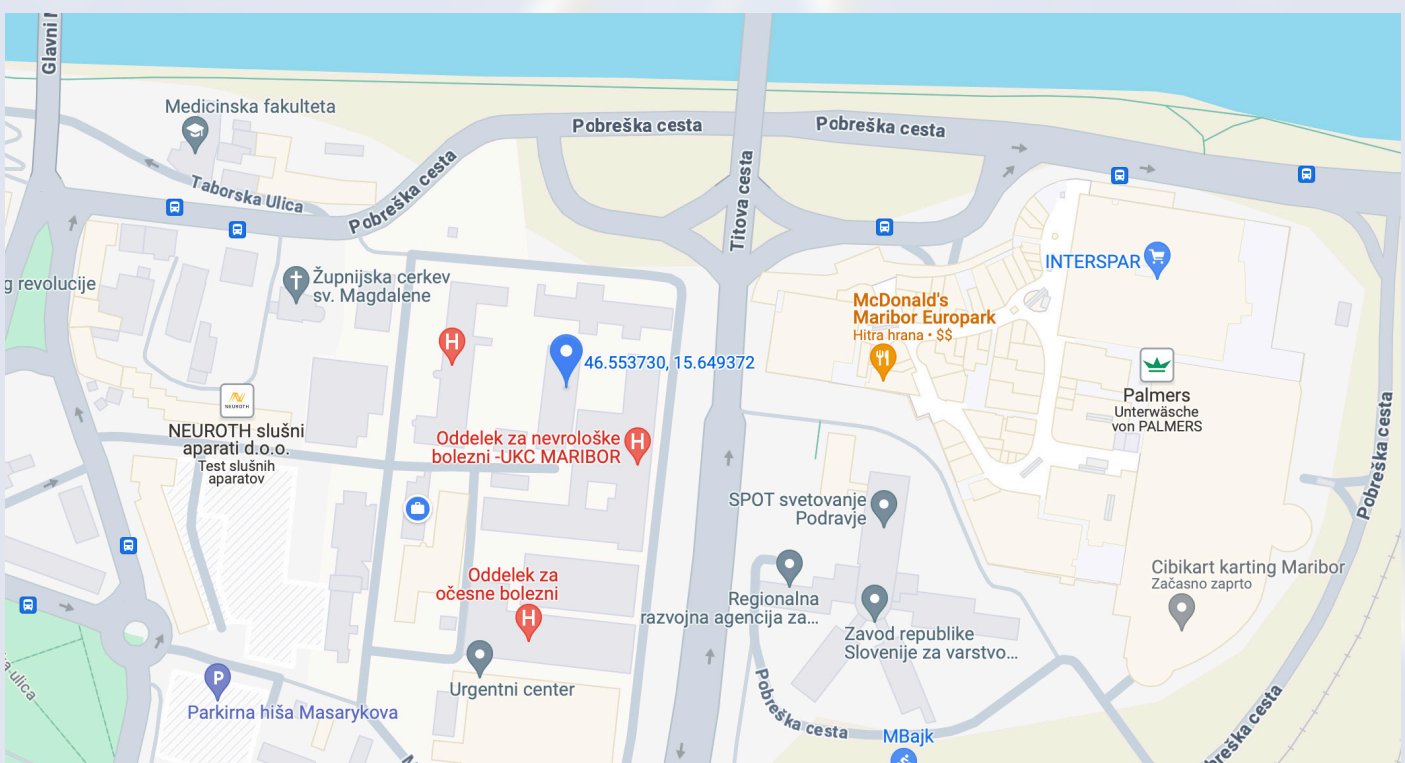 Glavni
Medicinska fakulteta
Pobreška cesta
Pobreška cesta
Taborska Ulica
Pobreška cesta
Titova cesta
g revolucije
Župnijska cerkev
sv. Magdalene
INTERSPAR
McDonald's
Maribor Europark
Hitra hrana • $$
H
46.553730, 15.649372
NEUROTH
NEUROTH slušni
aparati d.o.o.
Test slušnih
aparatov
Oddelek za nevrološke
bolezni -UKC MARIBOR
H
Palmers
Unterwäsche
von PALMERS
Pobreška cesta
SPOT svetovanje
Podravje
Oddelek za
očesne bolezni
H
Regionalna
razvojna agencija za...
Zavod republike
Slovenije za varstvo...
Cibikart karting Maribor
Začasno zaprto
ulica
P
Parkirna hiša Masarykova
Urgentni center
Pobreška cesta
MBajk
breška cesta